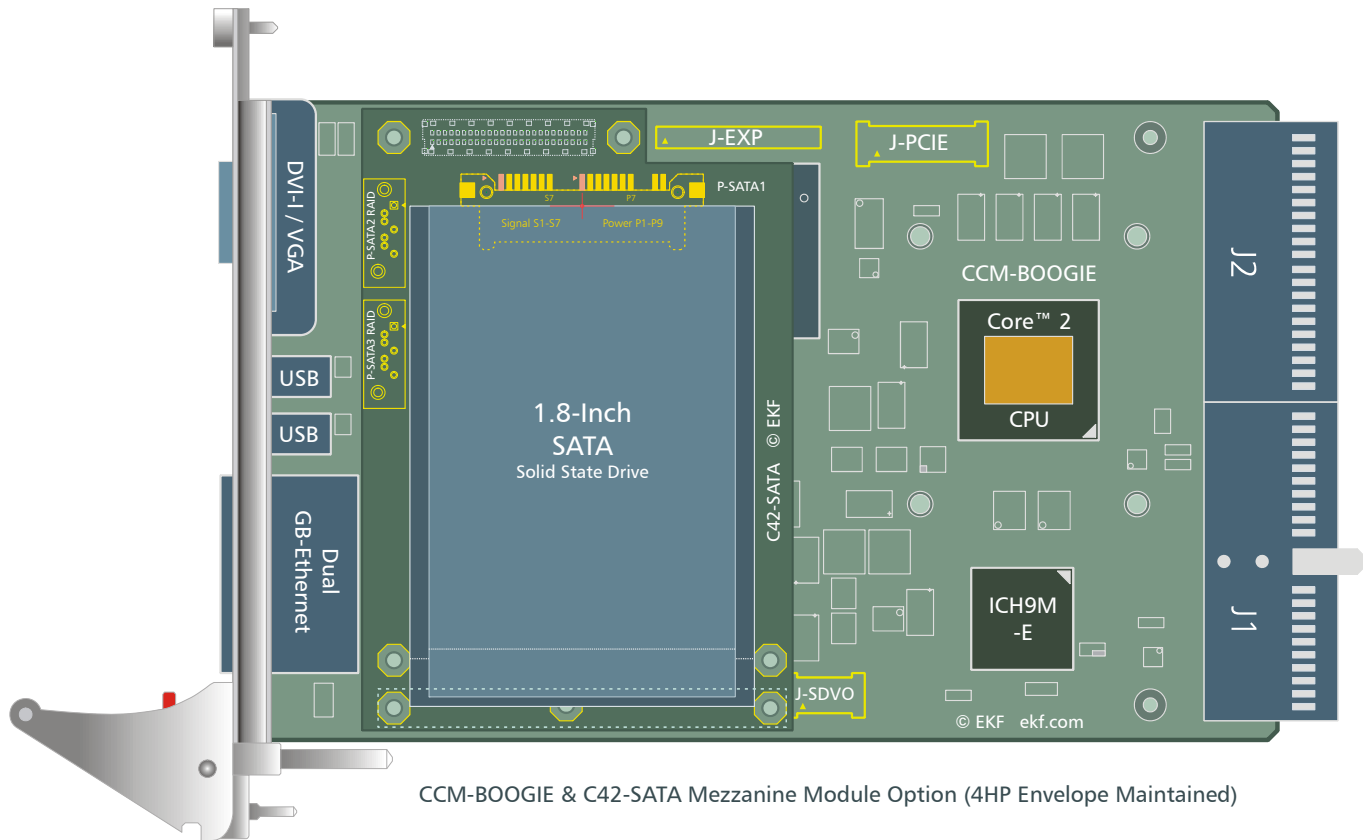 J-EXP
J-PCIE
DVI-I / VGA
P-SATA2 RAID
P-SATA1
S7
P7
Signal S1-S7
Power P1-P9
J2
CCM-BOOGIE
Core™ 2
CPU
P-SATA3 RAID
USB
USB
1.8-Inch
SATA
Solid State Drive
C42-SATA © EKF
Dual
GB-Ethernet
ICH9M
-E
J1
J-SDVO
© EKF ekf.com
CCM-BOOGIE & C42-SATA Mezzanine Module Option (4HP Envelope Maintained)